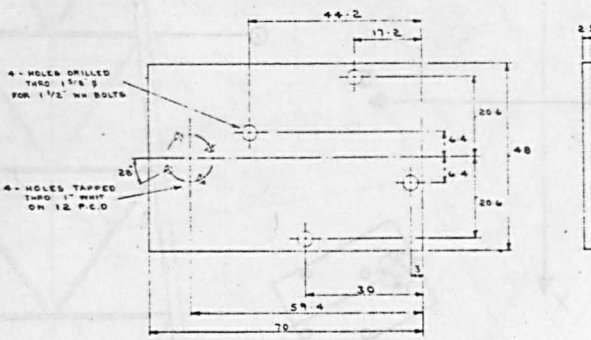 44·2
17·2
4 - HOLES DRILLED
THRO 1 5/8" φ
FOR 1 1/2" WH BOLTS
20·6
6·4
48
28°
6·4
4 - HOLES TAPPED
THRO 1" WHIT
ON 12 P.C.D
20·6
3
30
59·4
70